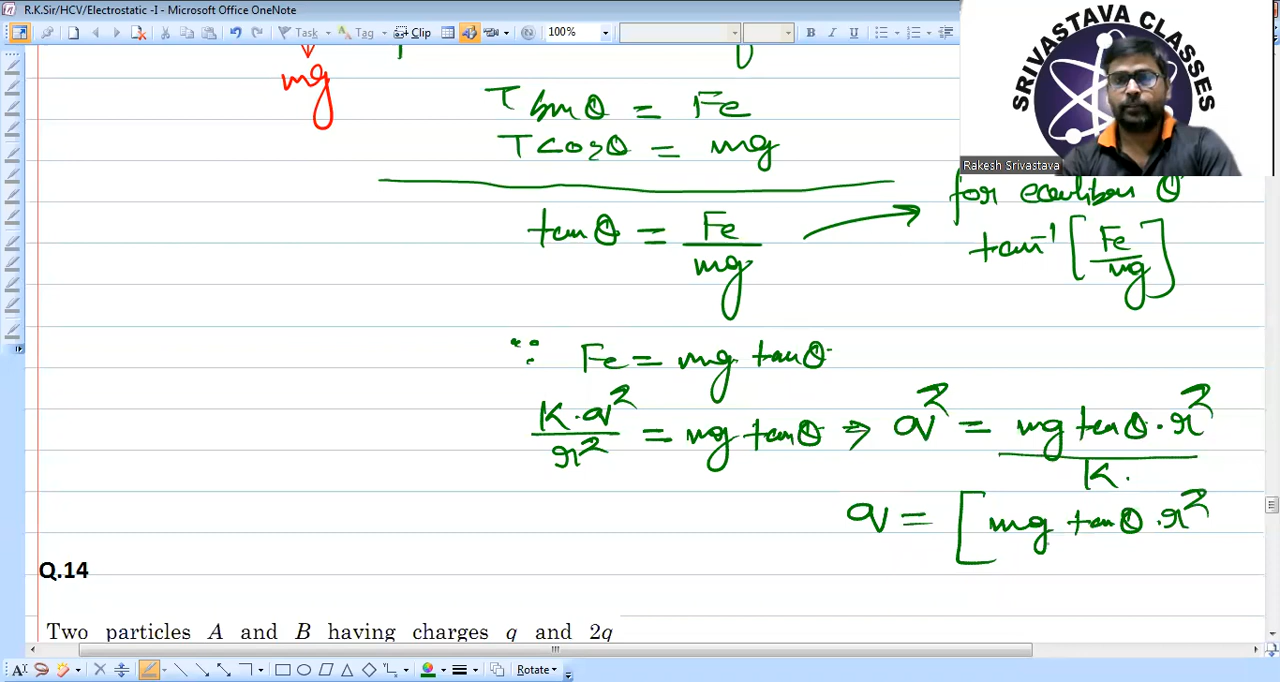 R.K.Sir/HCV/Electrostatic -I - Microsoft Office OneNote
Task Tag Clip 100% B I U
SRIVASTAVA CLASSES
Rakesh Srivastava
mg
T sinθ = Fe
T cosθ = mg
tanθ = Fe/mg
for θ
tan⁻¹ [Fe/mg]
∵ Fe = mg tanθ
K·q²/r² = mg tanθ ⇒ q² = mg tanθ·r²/K.
q = [mg tanθ·r²
Q.14
Two particles A and B having charges q and 2q
Rotate